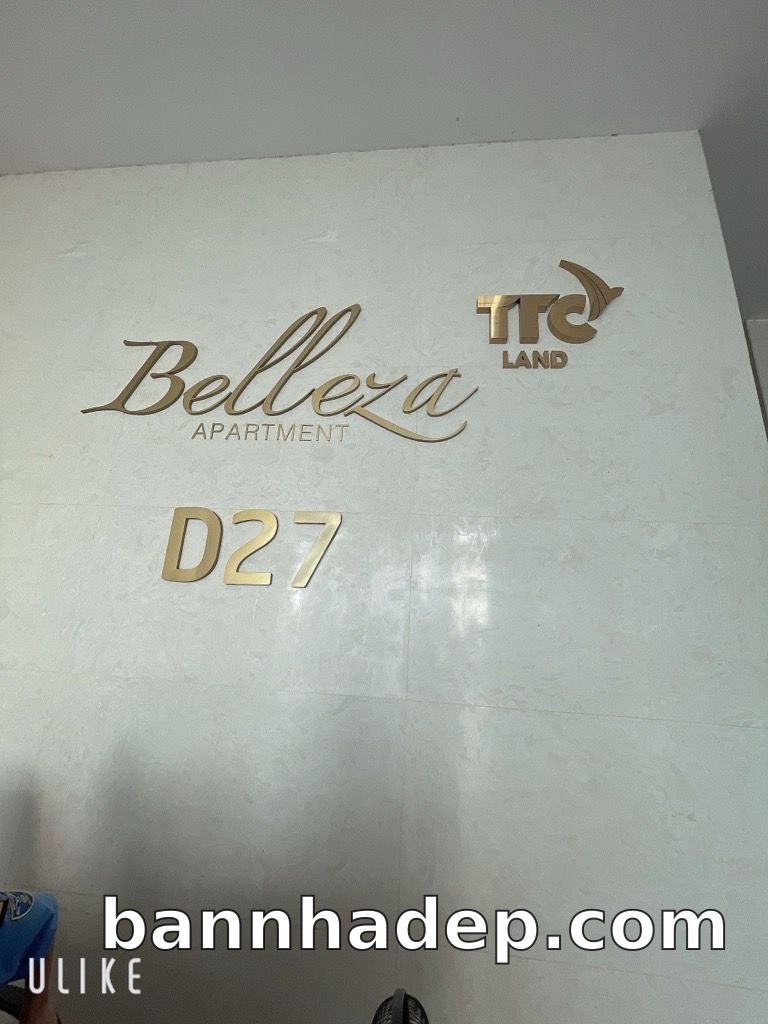 TTC
LAND
Belleza
APARTMENT
D27
bannhadep.com
ULIKE